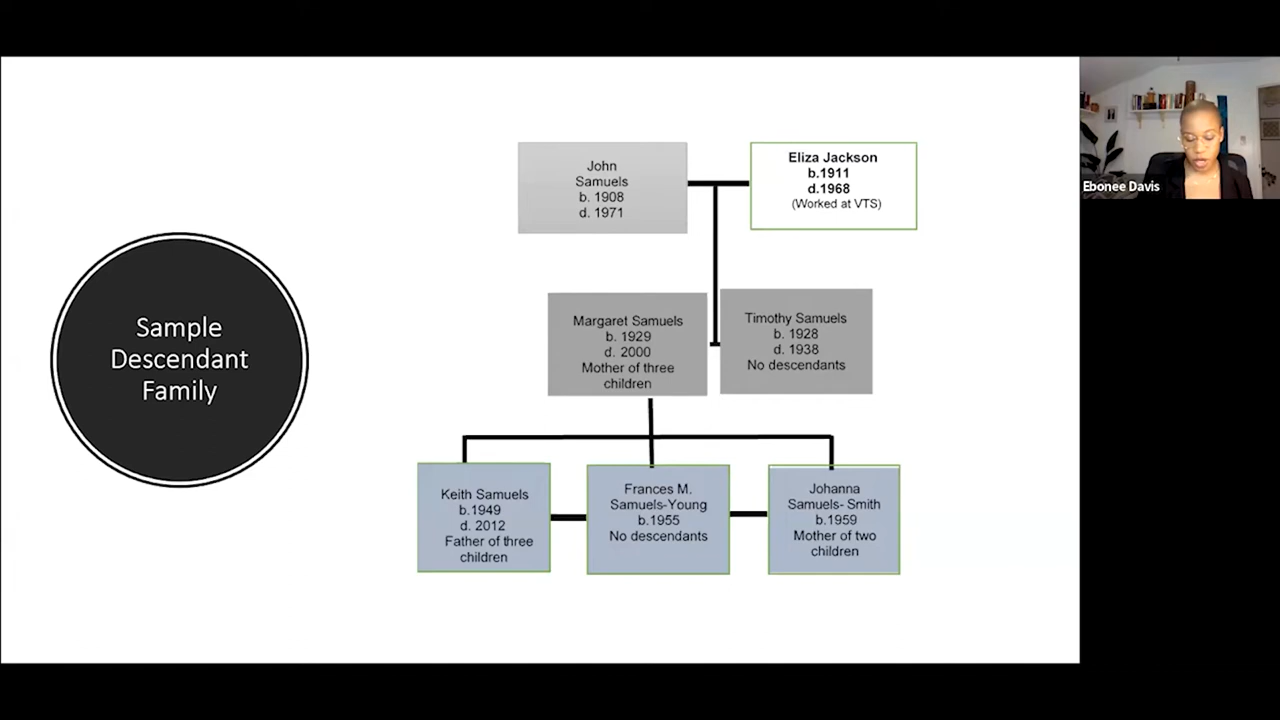 Sample
Descendant
Family
John
Samuels
b. 1908
d. 1971
Eliza Jackson
b.1911
d.1968
(Worked at VTS)
Margaret Samuels
b. 1929
d. 2000
Mother of three
children
Timothy Samuels
b. 1928
d. 1938
No descendants
Keith Samuels
b.1949
d. 2012
Father of three
children
Frances M.
Samuels-Young
b.1955
No descendants
Johanna
Samuels- Smith
b.1959
Mother of two
children
Ebonee Davis